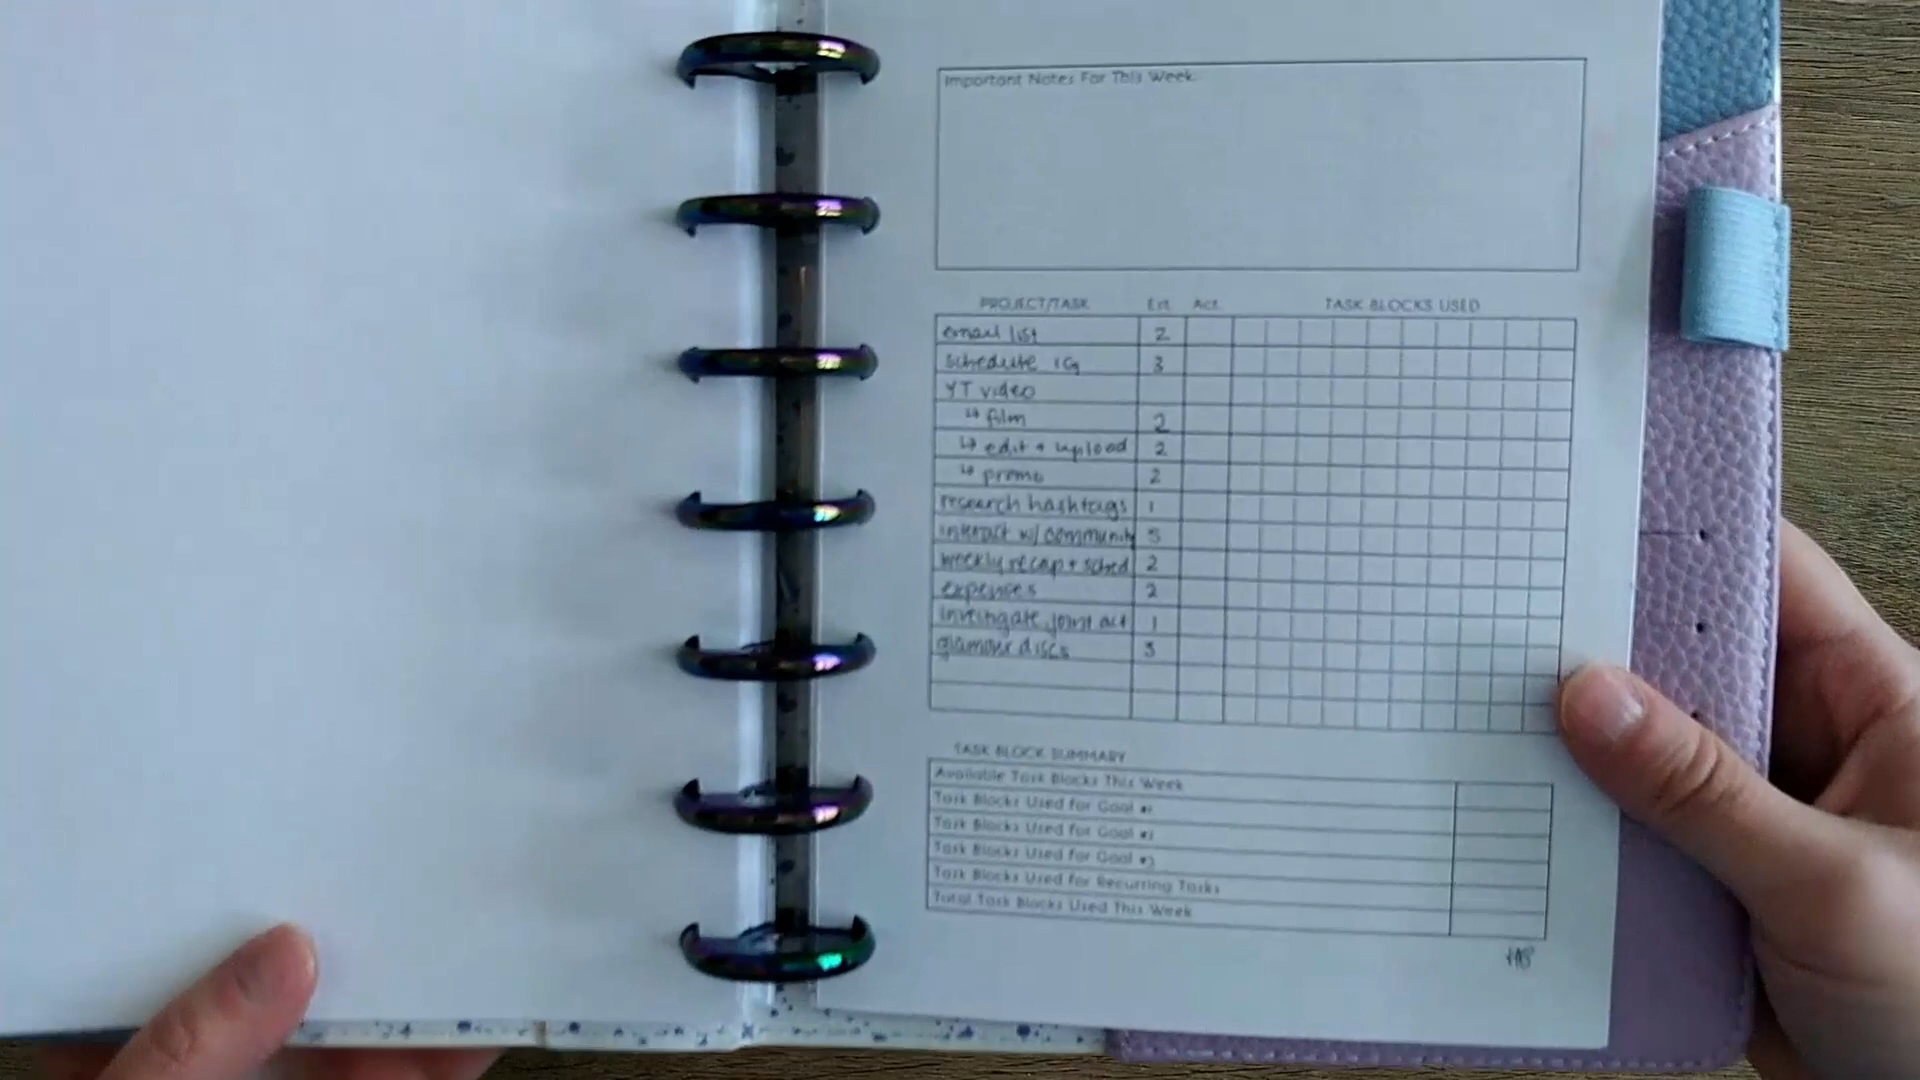 Important Notes For This Week:
PROJECT/TASK Est. Act. TASK BLOCKS USED
email list 2
schedule IG 3
YT video
↳ film 2
↳ edit + upload 2
↳ promo 2
research hashtags 1
interact w/ community 5
weekly recap + sched 2
expenses 2
investigate joint act 1
glamour discs 3
TASK BLOCK SUMMARY
Available Task Blocks This Week
Task Blocks Used for Goal #1
Task Blocks Used for Goal #2
Task Blocks Used for Goal #3
Task Blocks Used for Recurring Tasks
Total Task Blocks Used This Week